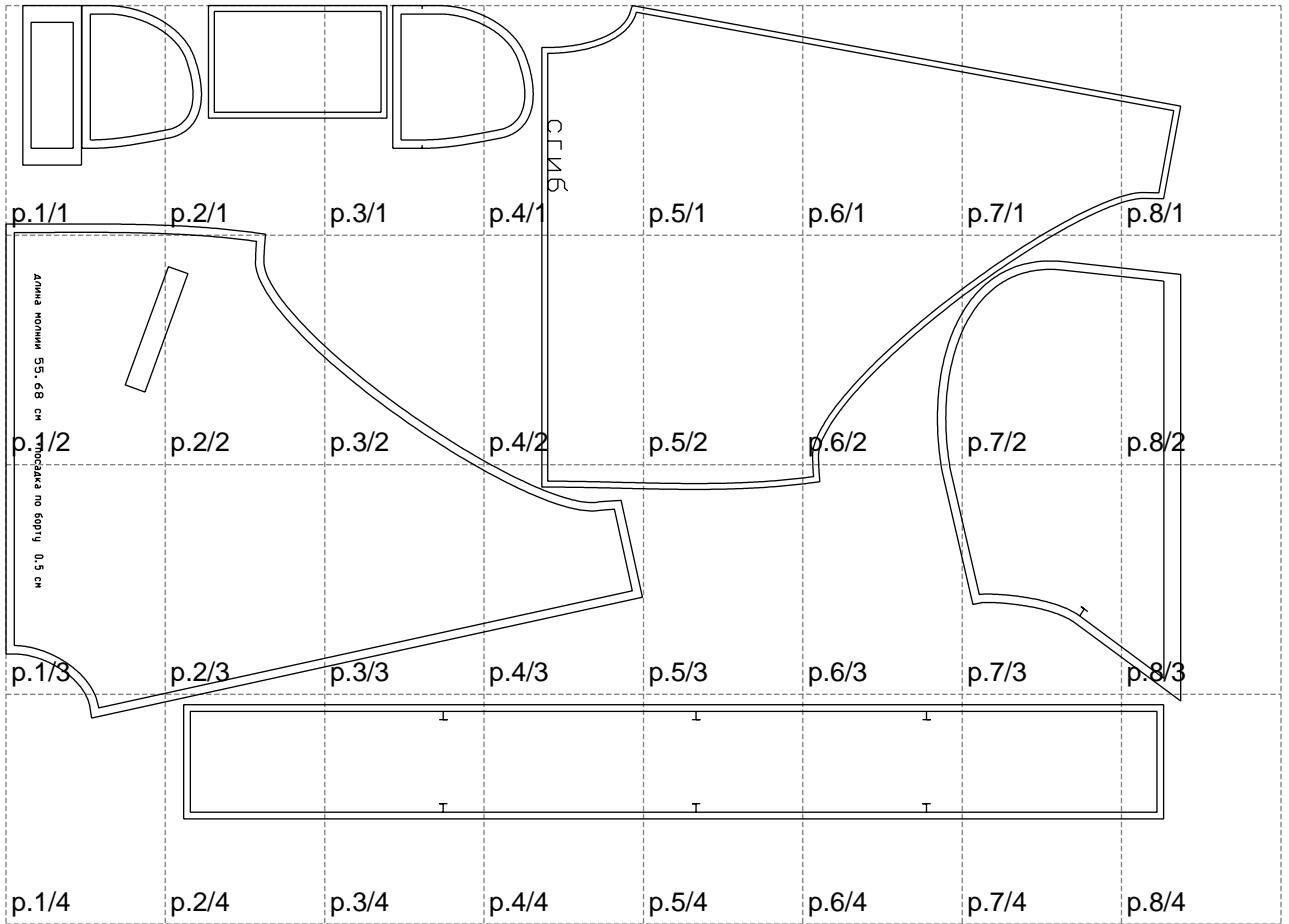 СГИБ
p.1/1 p.2/1 p.3/1 p.4/1 p.5/1 p.6/1 p.7/1 p.8/1
длина молнии 55.68 см +посадка по борту 0.5 см
p.1/2 p.2/2 p.3/2 p.4/2 p.5/2 p.6/2 p.7/2 p.8/2
p.1/3 p.2/3 p.3/3 p.4/3 p.5/3 p.6/3 p.7/3 p.8/3
p.1/4 p.2/4 p.3/4 p.4/4 p.5/4 p.6/4 p.7/4 p.8/4